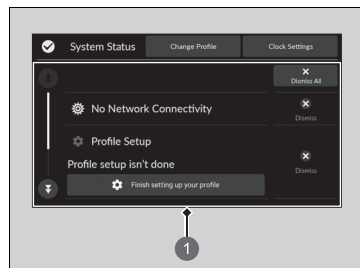 System Status
Change Profile
Clock Settings
Dismiss All
No Network Connectivity
Dismiss
Profile Setup
Profile setup isn't done
Dismiss
Finish setting up your profile
1